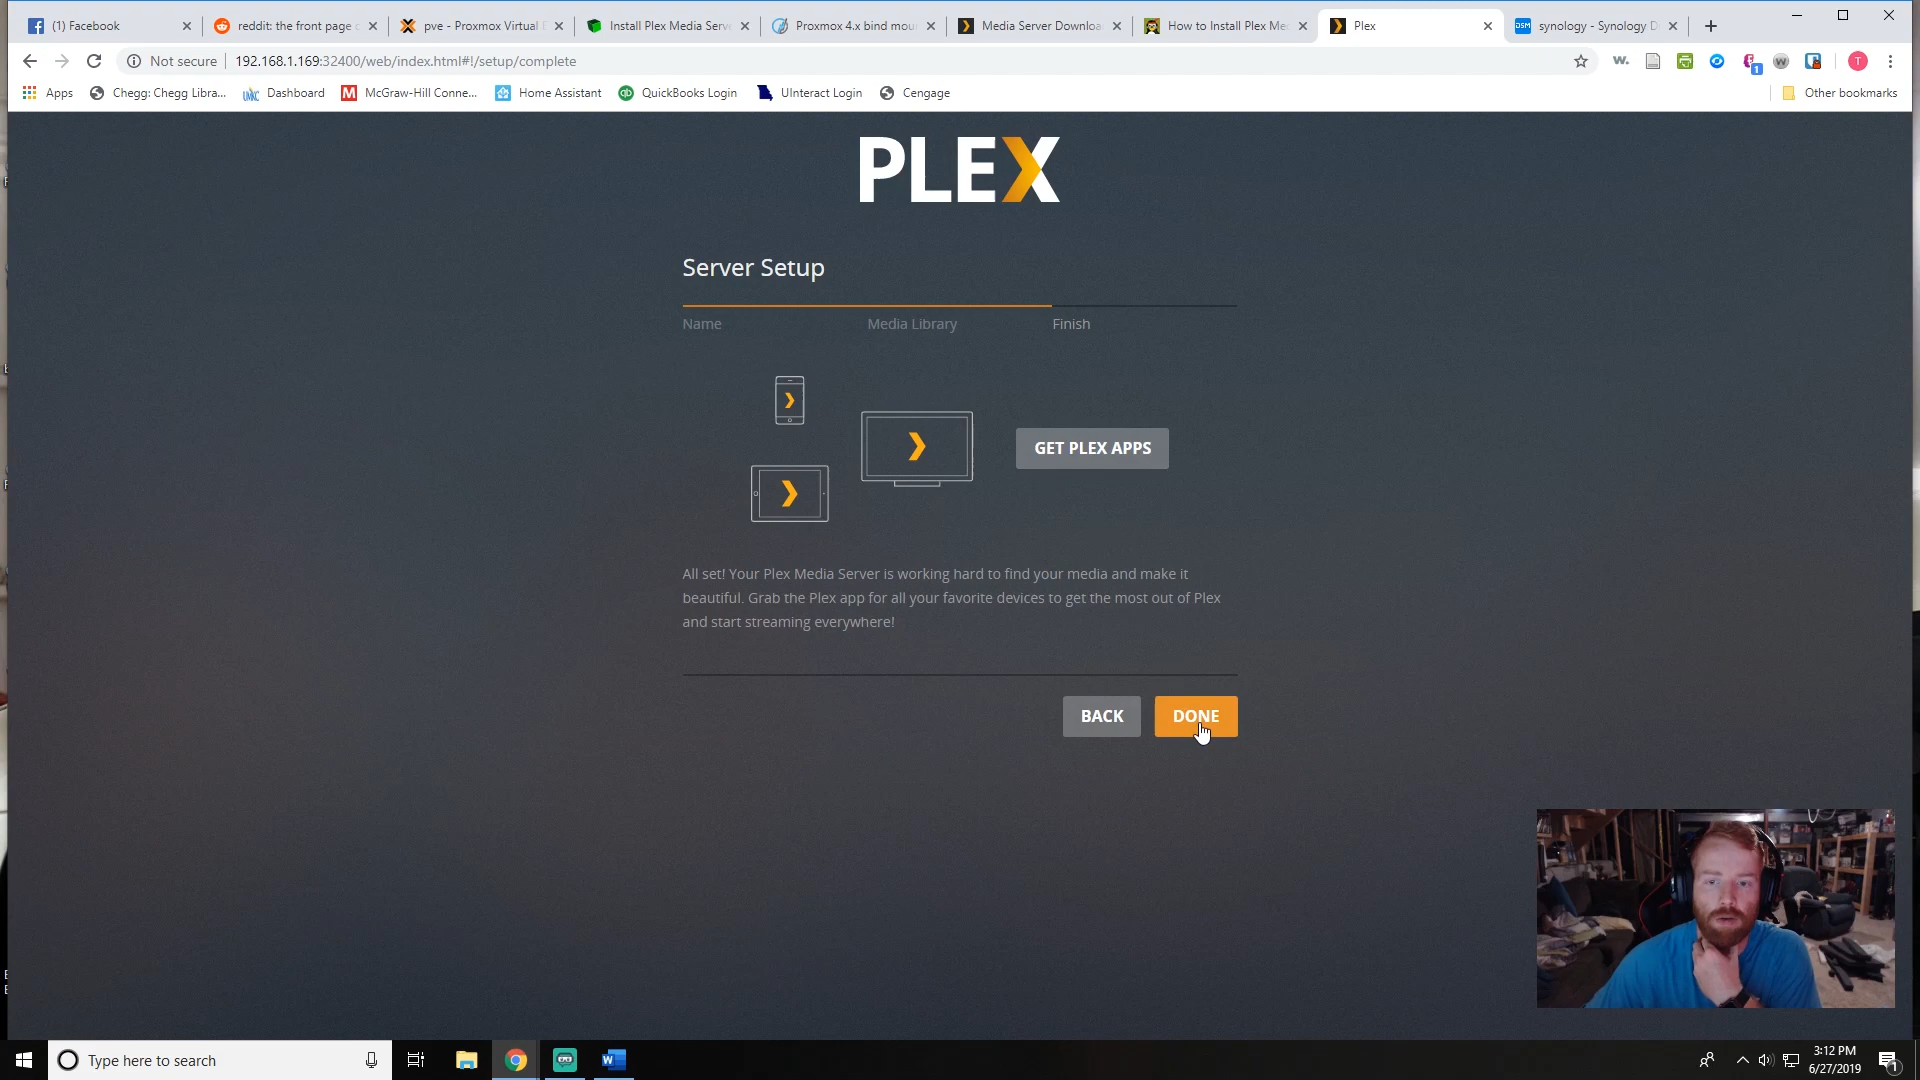 (1) Facebook
reddit: the front page
pve - Proxmox Virtual
Install Plex Media Serv
Proxmox 4.x bind mou
Media Server Downloa
How to Install Plex Me
Plex
synology - Synology D
Not secure
192.168.1.169:32400/web/index.html#!/setup/complete
W.
1
T
Apps
Chegg: Chegg Libra...
Dashboard
McGraw-Hill Conne...
Home Assistant
QuickBooks Login
UInteract Login
Cengage
Other bookmarks
PLEX
Server Setup
Name
Media Library
Finish
GET PLEX APPS
All set! Your Plex Media Server is working hard to find your media and make it
beautiful. Grab the Plex app for all your favorite devices to get the most out of Plex
and start streaming everywhere!
BACK
DONE
Type here to search
3:12 PM
6/27/2019
1